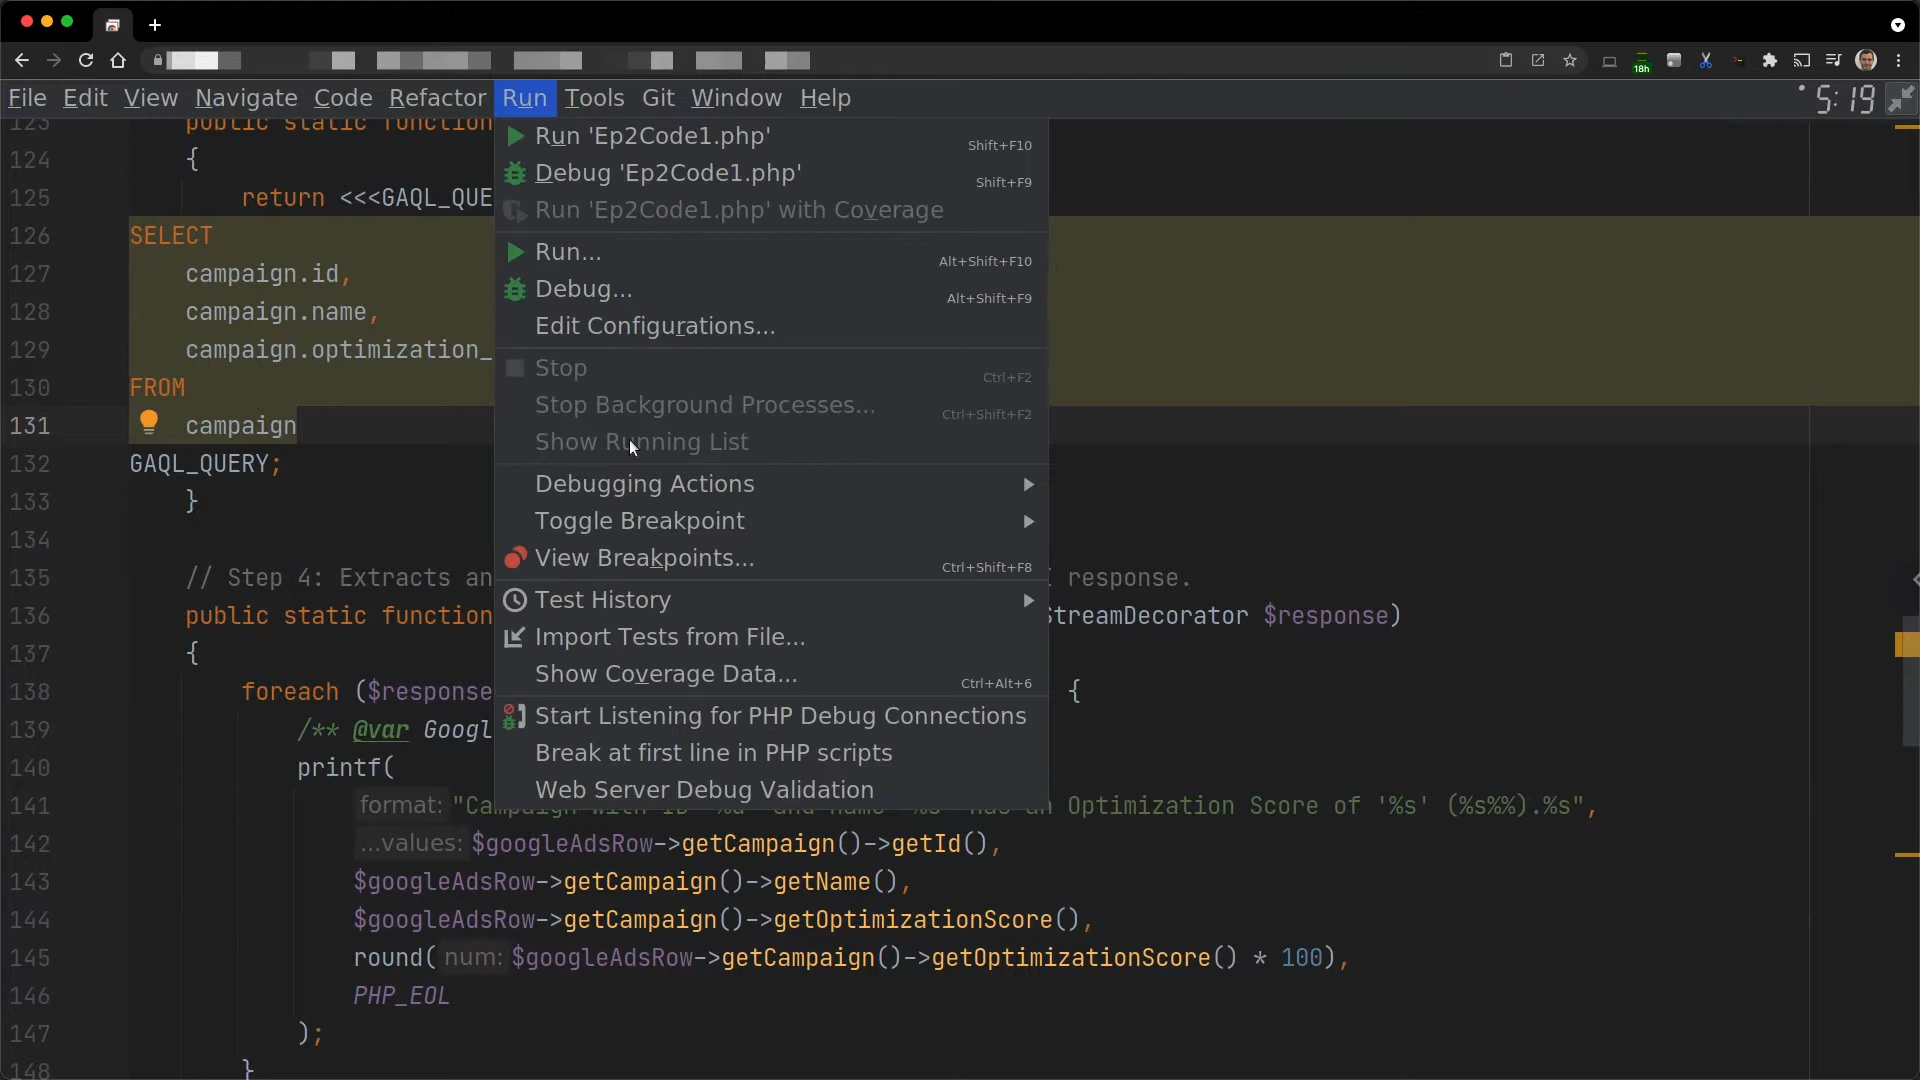 18h
File Edit View Navigate Code Refactor Run Tools Git Window Help 5:19
123 public static function
124 {
125 return <<<GAQL_QUE
126 SELECT
127 campaign.id,
128 campaign.name,
129 campaign.optimization_
130 FROM
131 campaign
132 GAQL_QUERY;
133 }
134
135 // Step 4: Extracts an response.
136 public static function StreamDecorator $response)
137 {
138 foreach ($response {
139 /** @var Googl
140 printf(
141 format: "Campaign with ID '%d' and name '%s' has an Optimization Score of '%s' (%s%%).%s",
142 ...values: $googleAdsRow->getCampaign()->getId(),
143 $googleAdsRow->getCampaign()->getName(),
144 $googleAdsRow->getCampaign()->getOptimizationScore(),
145 round( num: $googleAdsRow->getCampaign()->getOptimizationScore() * 100),
146 PHP_EOL
147 );
148 }
Run 'Ep2Code1.php' Shift+F10
Debug 'Ep2Code1.php' Shift+F9
Run 'Ep2Code1.php' with Coverage
Run... Alt+Shift+F10
Debug... Alt+Shift+F9
Edit Configurations...
Stop Ctrl+F2
Stop Background Processes... Ctrl+Shift+F2
Show Running List
Debugging Actions
Toggle Breakpoint
View Breakpoints... Ctrl+Shift+F8
Test History
Import Tests from File...
Show Coverage Data... Ctrl+Alt+6
Start Listening for PHP Debug Connections
Break at first line in PHP scripts
Web Server Debug Validation